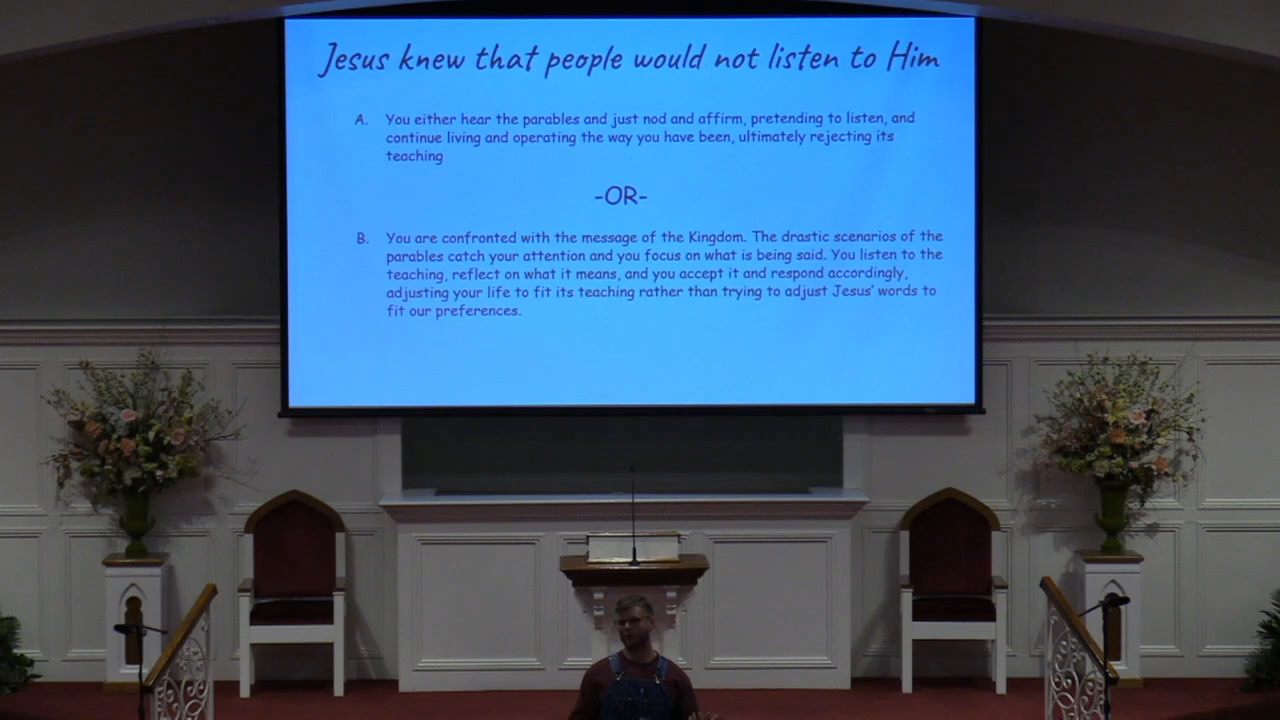 Jesus knew that people would not listen to Him
A. You either hear the parables and just nod and affirm, pretending to listen, and
continue living and operating the way you have been, ultimately rejecting its
teaching
-OR-
B. You are confronted with the message of the Kingdom. The drastic scenarios of the
parables catch your attention and you focus on what is being said. You listen to the
teaching, reflect on what it means, and you accept it and respond accordingly,
adjusting your life to fit its teaching rather than trying to adjust Jesus' words to
fit our preferences.